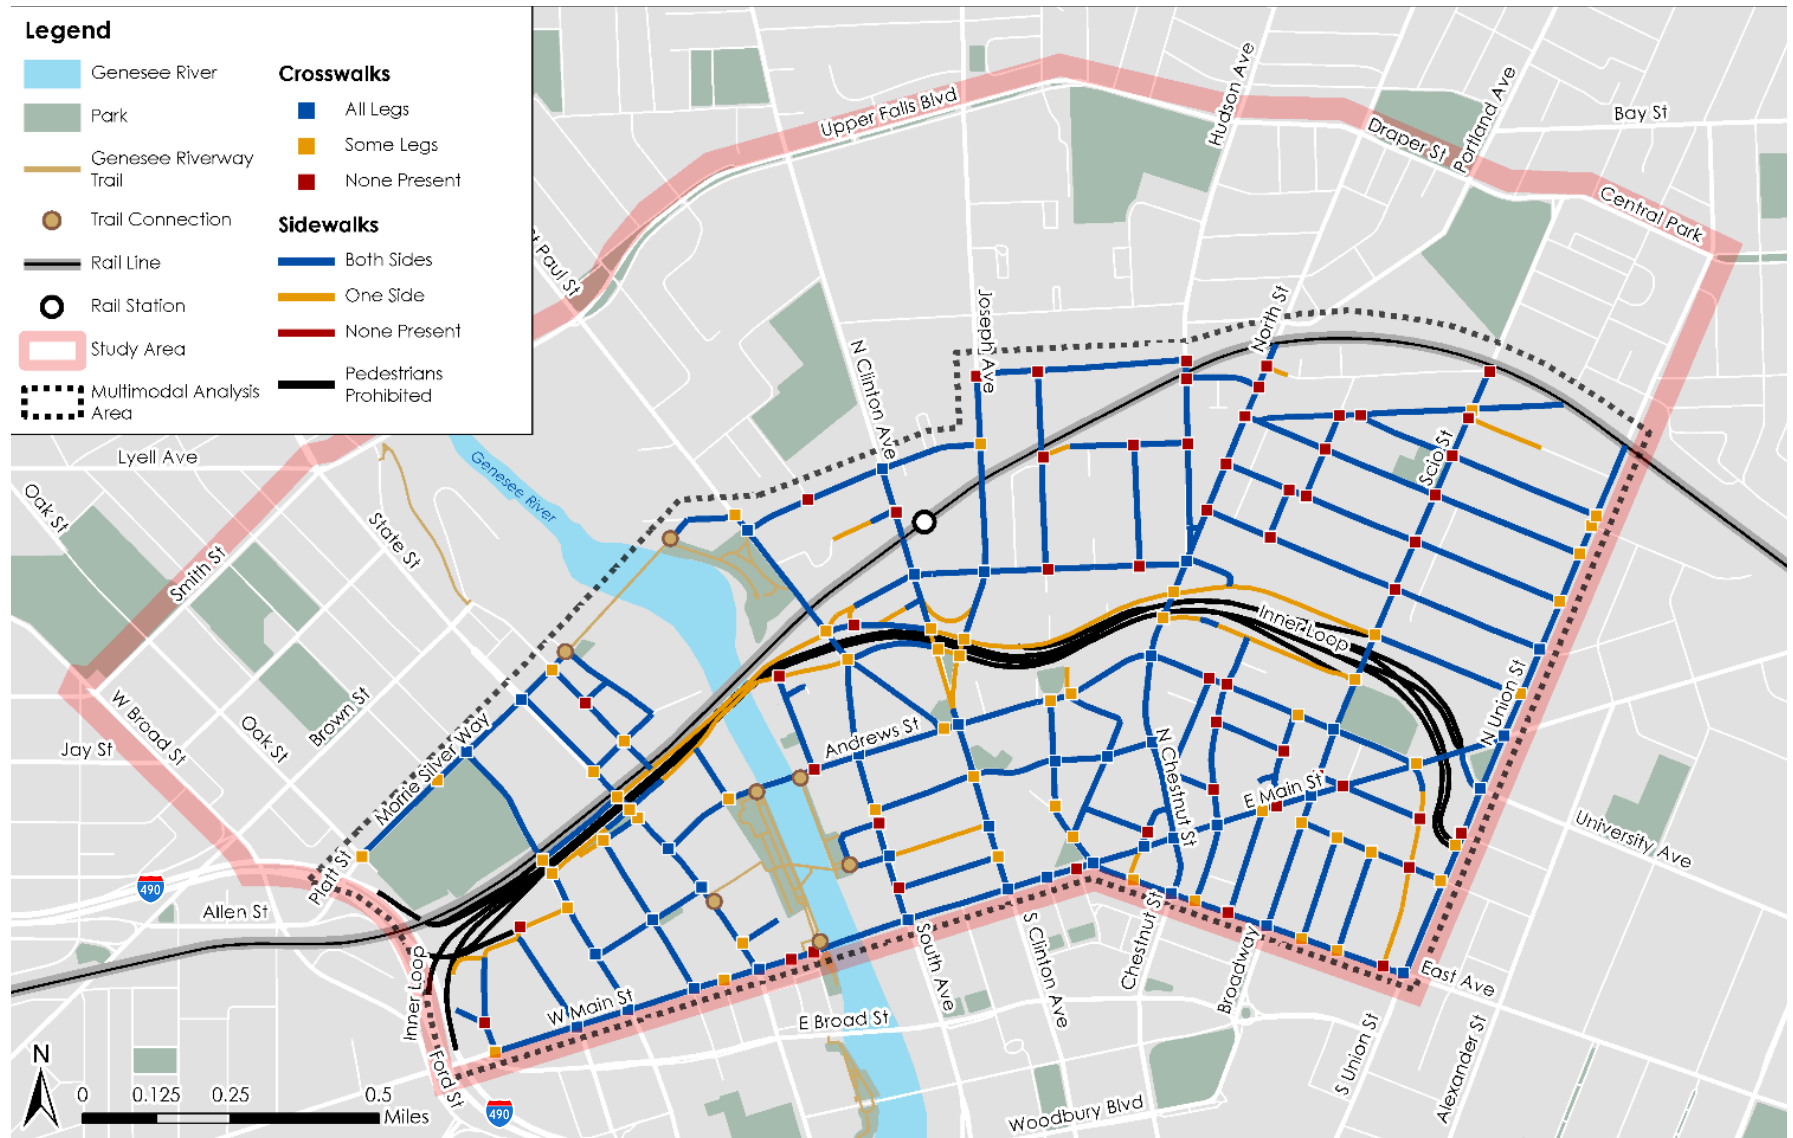 Legend
Genesee River
Park
Genesee Riverway
Trail
Trail Connection
Rail Line
Rail Station
Study Area
Multimodal Analysis
Area
Crosswalks
All Legs
Some Legs
None Present
Sidewalks
Both Sides
One Side
None Present
Pedestrians
Prohibited
Upper Falls Blvd
Hudson Ave
Draper St
Portland Ave
Bay St
Central Park
St Paul St
Joseph Ave
North St
N Clinton Ave
Lyell Ave
Genesee River
Oak St
State St
Smith St
Scio St
Inner Loop
W Broad St
Oak St
Brown St
Jay St
Morrie Silver Way
Andrews St
N Chestnut St
E Main St
N Union St
University Ave
Platt St
490
Allen St
Inner Loop
W Main St
E Broad St
South Ave
S Clinton Ave
Chestnut St
Broadway
East Ave
S Union St
Alexander St
Ford St
490
Woodbury Blvd
N
0 0.125 0.25 0.5
Miles